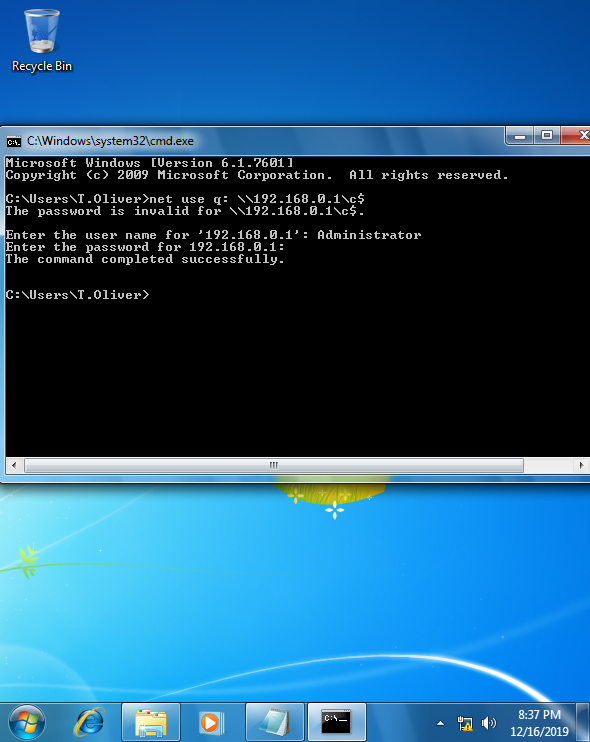 Recycle Bin
C:\Windows\system32\cmd.exe
Microsoft Windows [Version 6.1.7601]
Copyright (c) 2009 Microsoft Corporation.  All rights reserved.
C:\Users\T.Oliver>net use q: \\192.168.0.1\c$
The password is invalid for \\192.168.0.1\c$.
Enter the user name for '192.168.0.1': Administrator
Enter the password for 192.168.0.1:
The command completed successfully.
C:\Users\T.Oliver>
8:37 PM
12/16/2019